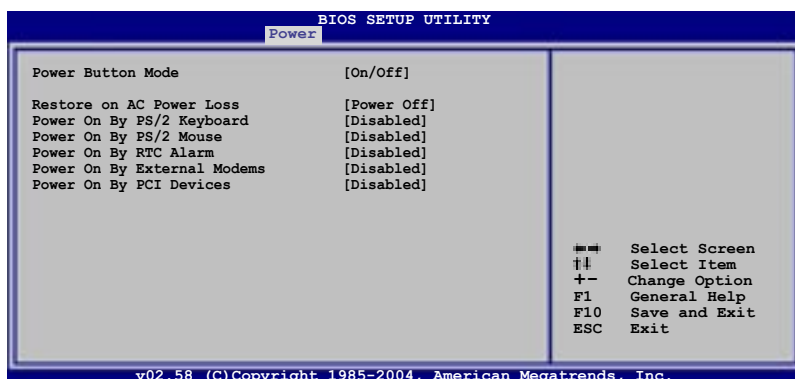 BIOS SETUP UTILITY
Power
Power Button Mode [On/Off]
Restore on AC Power Loss [Power Off]
Power On By PS/2 Keyboard [Disabled]
Power On By PS/2 Mouse [Disabled]
Power On By RTC Alarm [Disabled]
Power On By External Modems [Disabled]
Power On By PCI Devices [Disabled]
←→ Select Screen
↑↓ Select Item
+- Change Option
F1 General Help
F10 Save and Exit
ESC Exit
v02.58 (C)Copyright 1985-2004, American Megatrends, Inc.